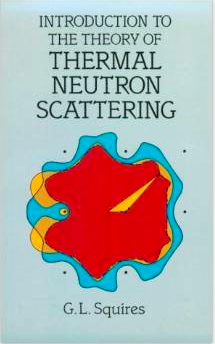 INTRODUCTION TO
THE THEORY OF
THERMAL
NEUTRON
SCATTERING
G.L. Squires